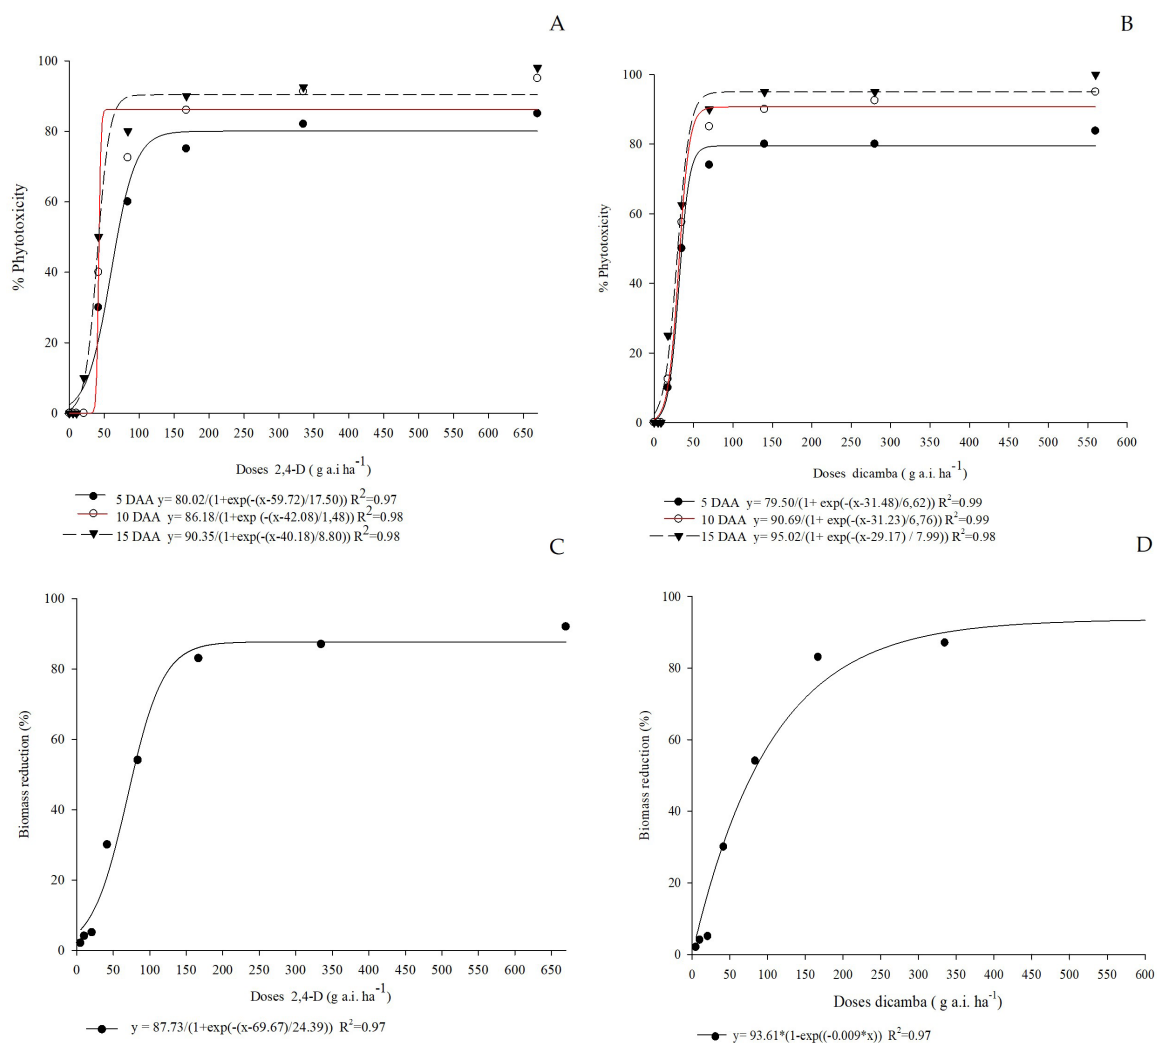 A
100
80
60
40
20
0
% Phytotoxicity
0 50 100 150 200 250 300 350 400 450 500 550 600 650
Doses 2,4-D ( g a.i ha-1)
5 DAA y= 80.02/(1+exp(-(x-59.72)/17.50)) R2=0.97
10 DAA y= 86.18/(1+exp (-(x-42.08)/1,48)) R2=0.98
15 DAA y= 90.35/(1+exp(-(x-40.18)/8.80)) R2=0.98
B
100
80
60
40
20
0
% Phytotoxicity
0 50 100 150 200 250 300 350 400 450 500 550 600
Doses dicamba ( g a.i. ha-1)
5 DAA y= 79.50/(1+ exp(-(x-31.48)/6,62)) R2=0.99
10 DAA y= 90.69/(1+ exp(-(x-31.23)/6,76)) R2=0.99
15 DAA y= 95.02/(1+ exp(-(x-29.17) / 7.99)) R2=0.98
C
100
80
60
40
20
0
Biomass reduction (%)
0 50 100 150 200 250 300 350 400 450 500 550 600 650
Doses 2,4-D (g a.i. ha-1)
y = 87.73/(1+exp(-(x-69.67)/24.39)) R2=0.97
D
100
80
60
40
20
0
Biomass reduction (%)
0 50 100 150 200 250 300 350 400 450 500 550 600
Doses dicamba ( g a.i. ha-1)
y= 93.61*(1-exp((-0.009*x)) R2=0.97